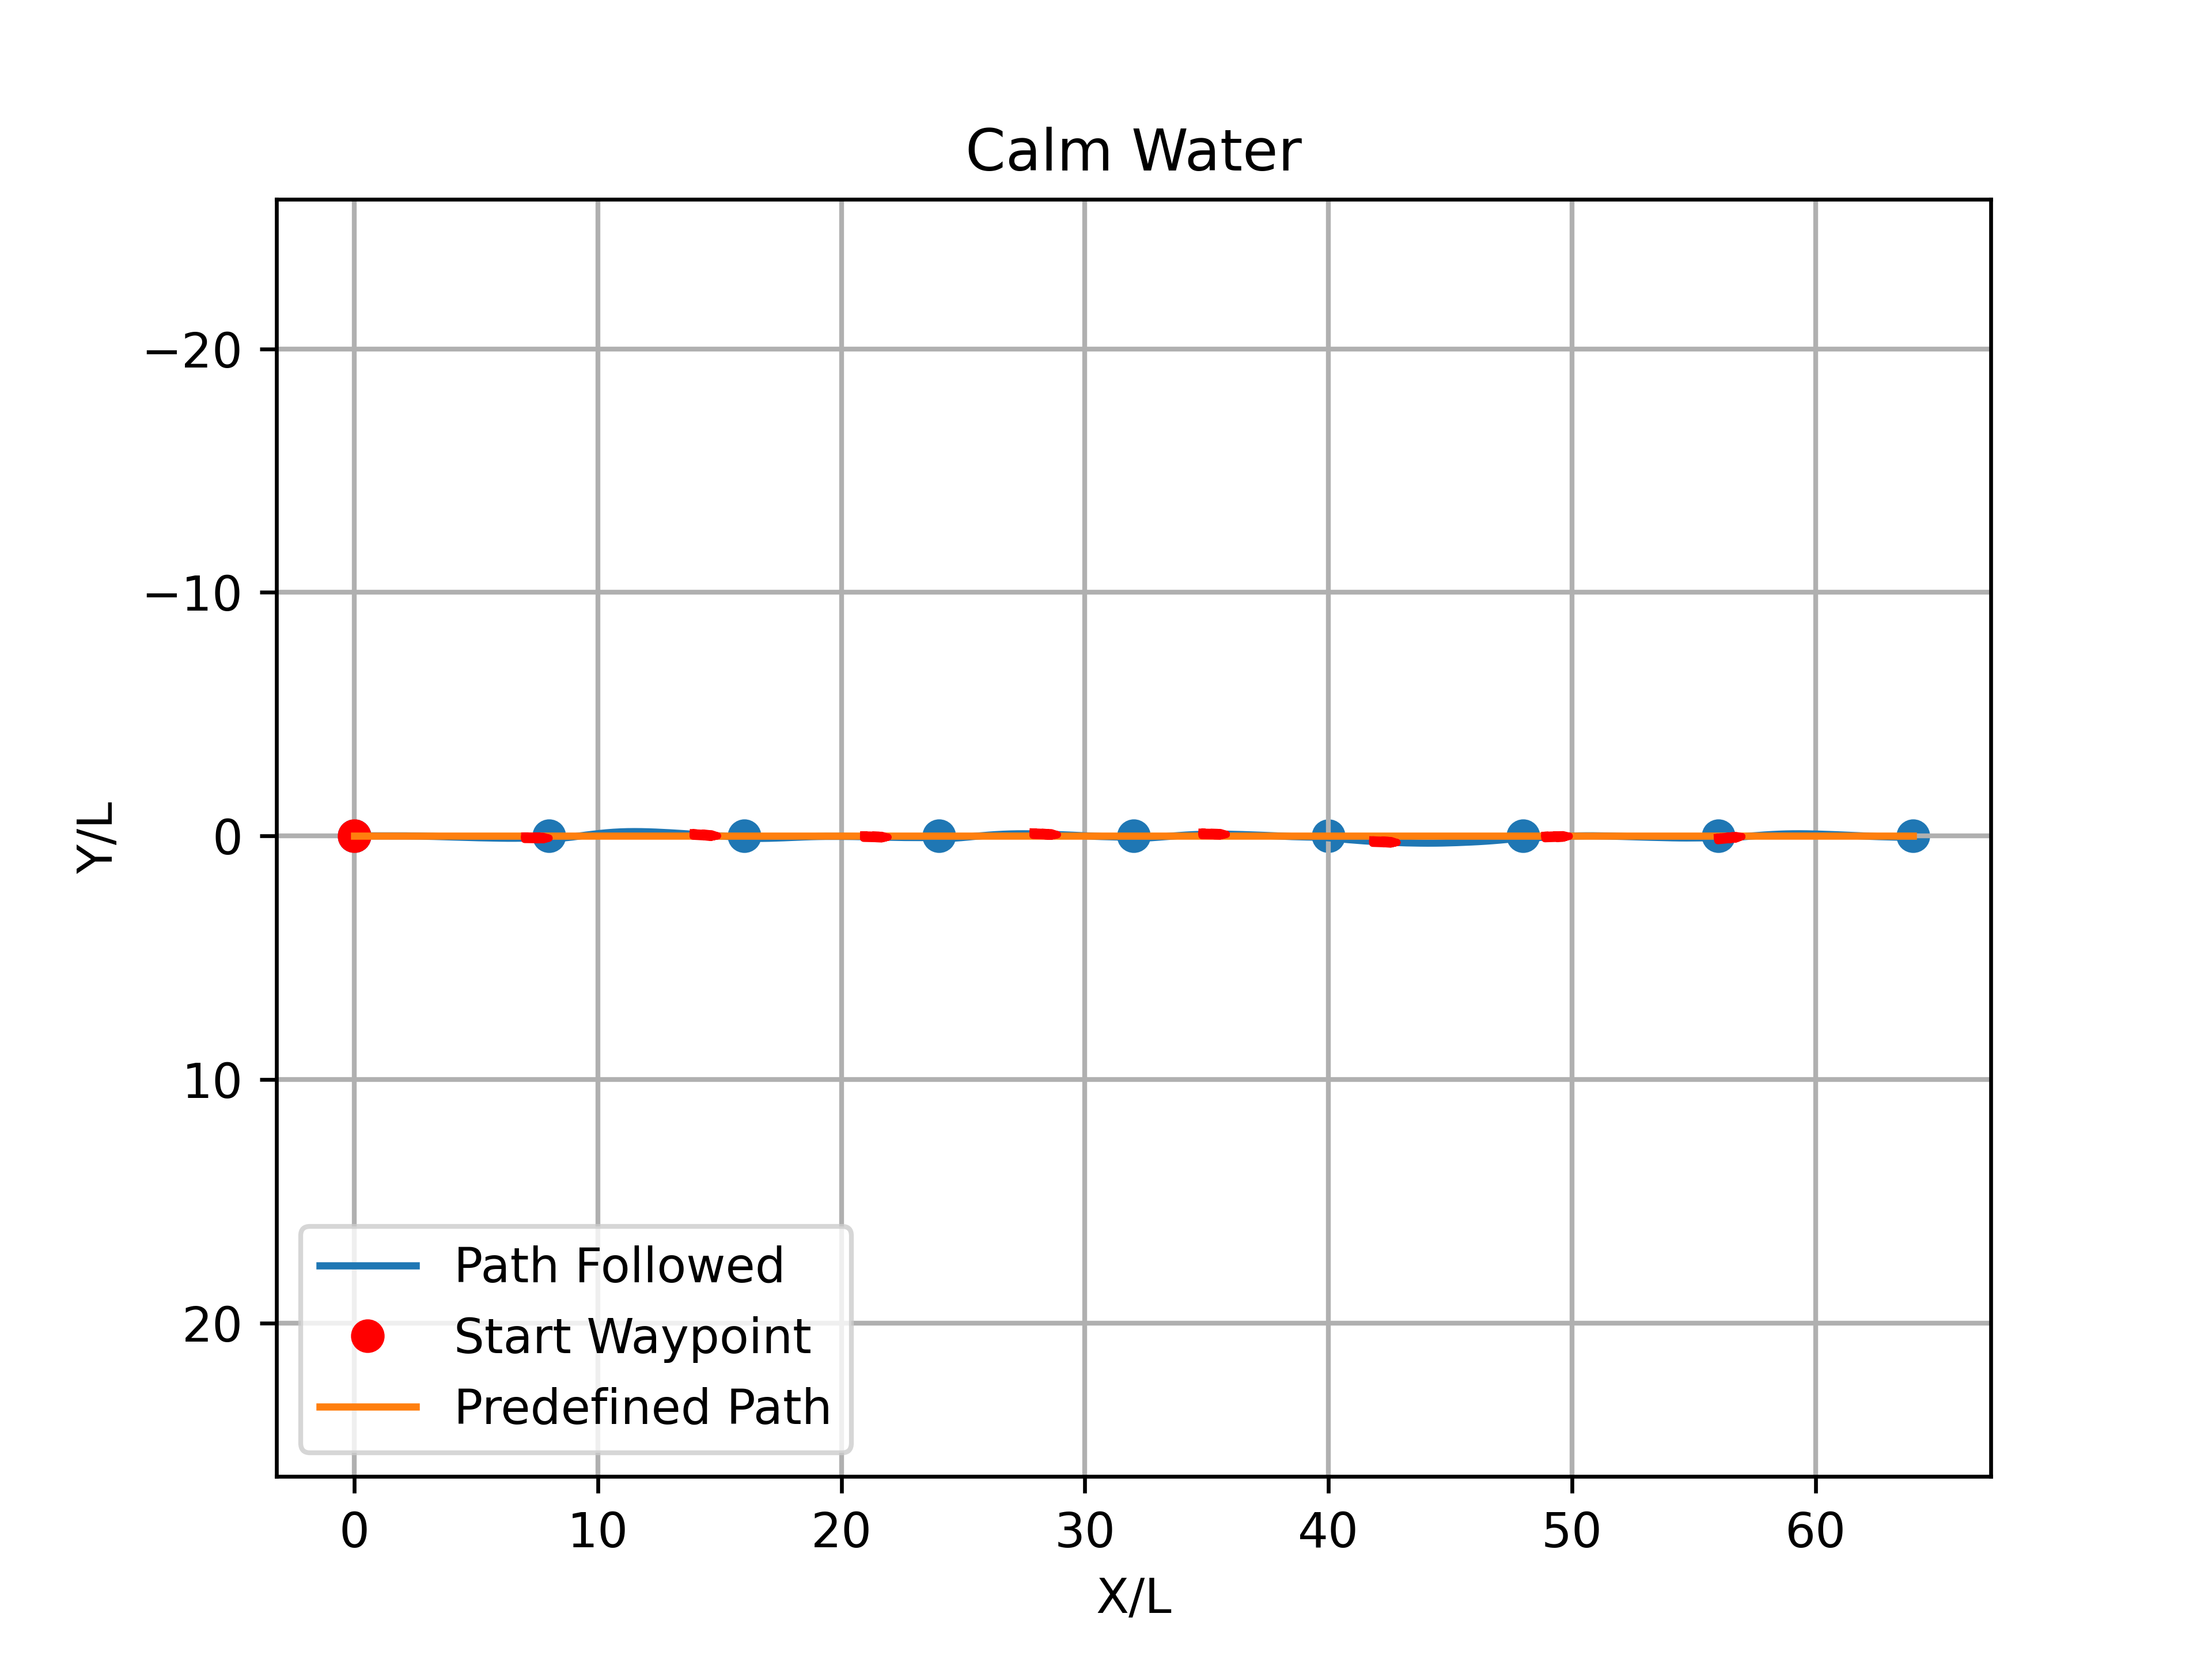 Calm Water
−20
−10
0
10
20
Y/L
Path Followed
Start Waypoint
Predefined Path
0 10 20 30 40 50 60
X/L